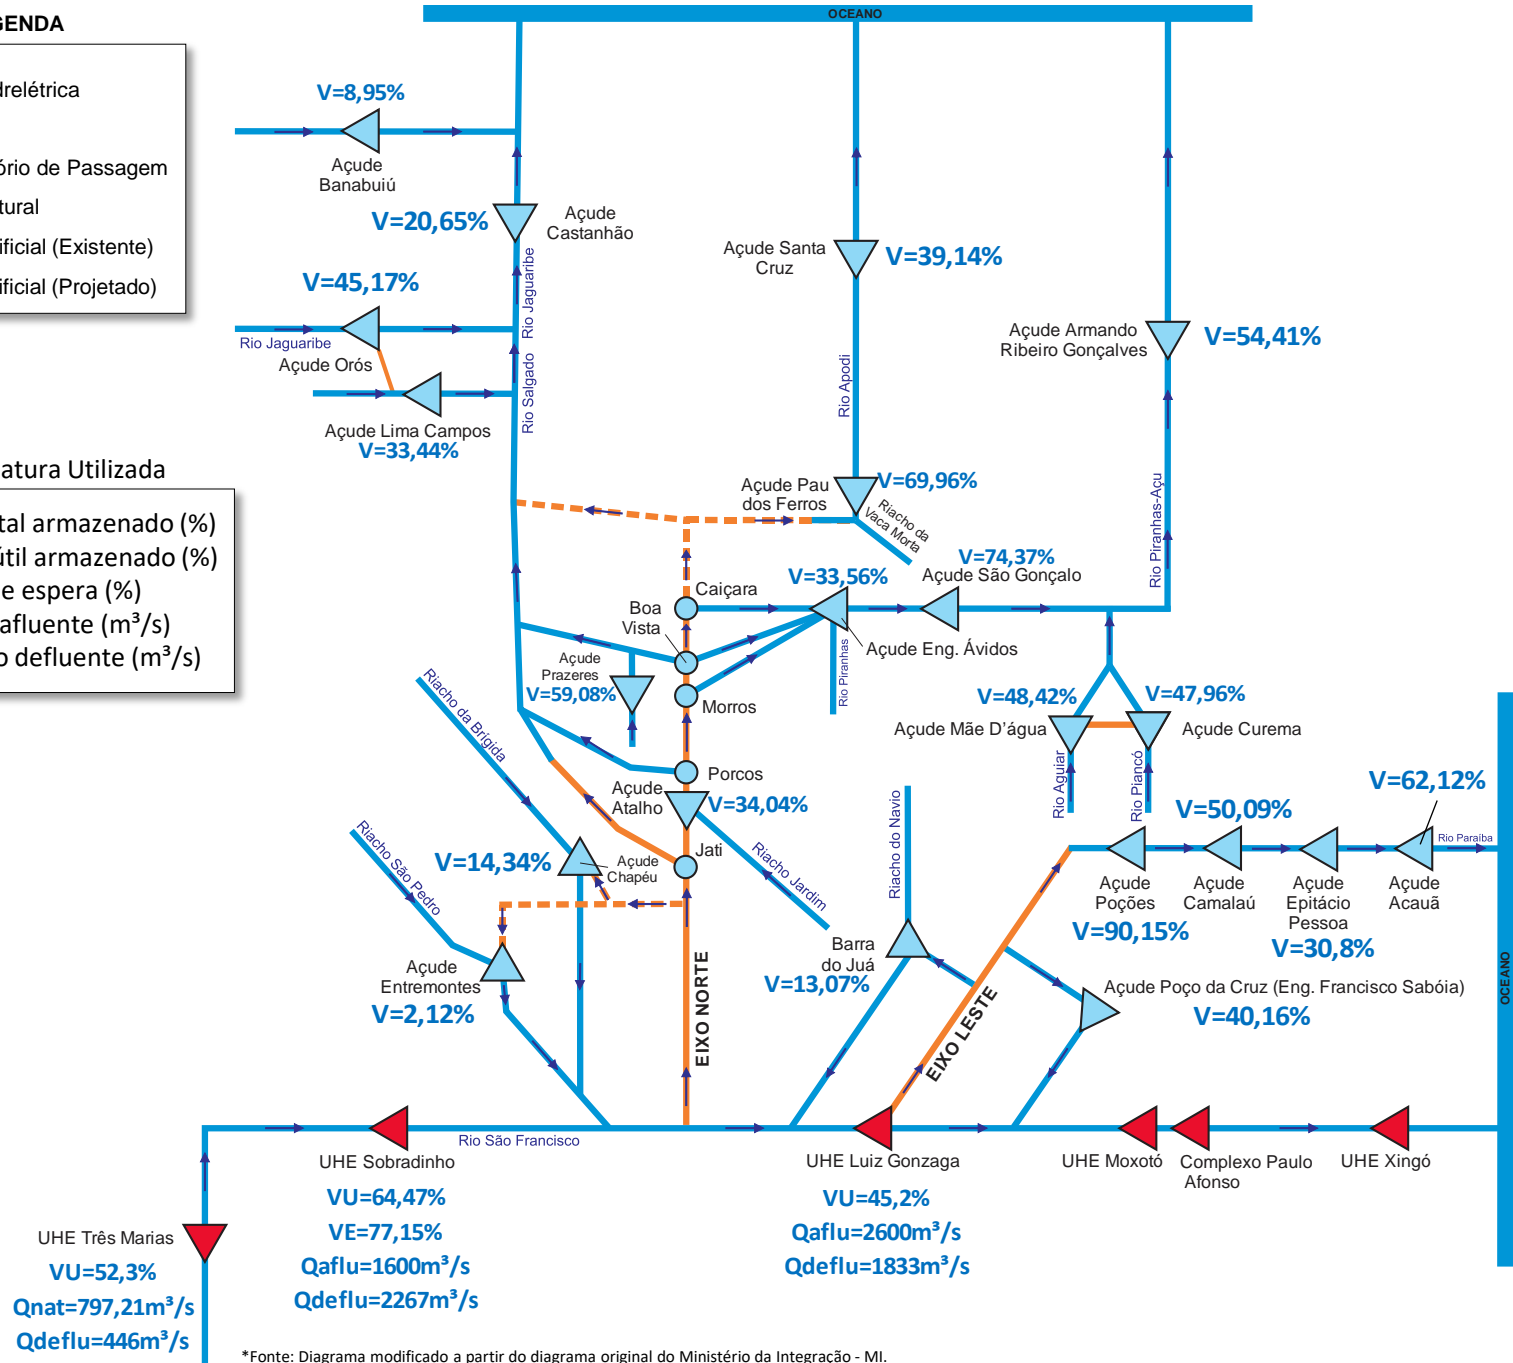 OCEANO
GENDA
drelétrica
ório de Passagem
tural
ificial (Existente)
ificial (Projetado)
V=8,95%
Açude
Banabuiú
V=20,65%
Açude
Castanhão
Açude Santa
Cruz
V=39,14%
V=45,17%
Rio Jaguaribe
Açude Orós
Rio Jaguaribe
Rio Salgado
Rio Apodi
Açude Armando
Ribeiro Gonçalves
V=54,41%
Açude Lima Campos
V=33,44%
atura Utilizada
tal armazenado (%)
útil armazenado (%)
e espera (%)
afluente (m³/s)
o defluente (m³/s)
Açude Pau
dos Ferros
V=69,96%
Riacho da
Vaca Morta
Rio Piranhas-Açu
V=74,37%
Açude São Gonçalo
V=33,56%
Caiçara
Boa
Vista
Açude Eng. Ávidos
Rio Piranhas
Açude
Prazeres
V=59,08%
Morros
Riacho da Brígida
V=48,42%
V=47,96%
Açude Mãe D'água
Açude Curema
Rio Aguiar
Rio Piancó
Porcos
Açude
Atalho
V=34,04%
V=62,12%
V=50,09%
Rio Paraíba
Riacho do Navio
Riacho São Pedro
V=14,34%
Açude
Chapéu
Jati
Riacho Jardim
Açude
Poções
V=90,15%
Açude
Camalaú
Açude
Epitácio
Pessoa
V=30,8%
Açude
Acauã
Açude
Entremontes
V=2,12%
EIXO NORTE
Barra
do Juá
V=13,07%
EIXO LESTE
Açude Poço da Cruz (Eng. Francisco Sabóia)
V=40,16%
OCEANO
Rio São Francisco
UHE Sobradinho
VU=64,47%
VE=77,15%
Qaflu=1600m³/s
Qdeflu=2267m³/s
UHE Luiz Gonzaga
VU=45,2%
Qaflu=2600m³/s
Qdeflu=1833m³/s
UHE Moxotó
Complexo Paulo
Afonso
UHE Xingó
UHE Três Marias
VU=52,3%
Qnat=797,21m³/s
Qdeflu=446m³/s
*Fonte: Diagrama modificado a partir do diagrama original do Ministério da Integração - MI.